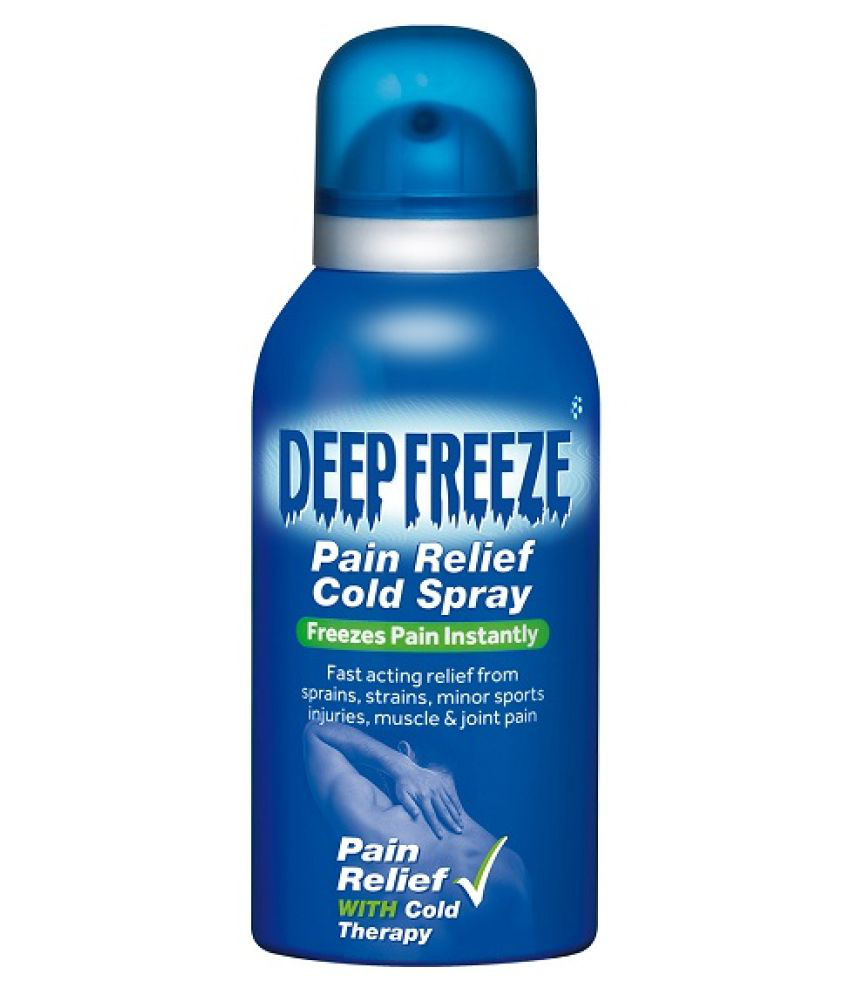 DEEP FREEZE
Pain Relief
Cold Spray
Freezes Pain Instantly
Fast acting relief from
sprains, strains, minor sports
injuries, muscle & joint pain
Pain
Relief
WITH Cold
Therapy